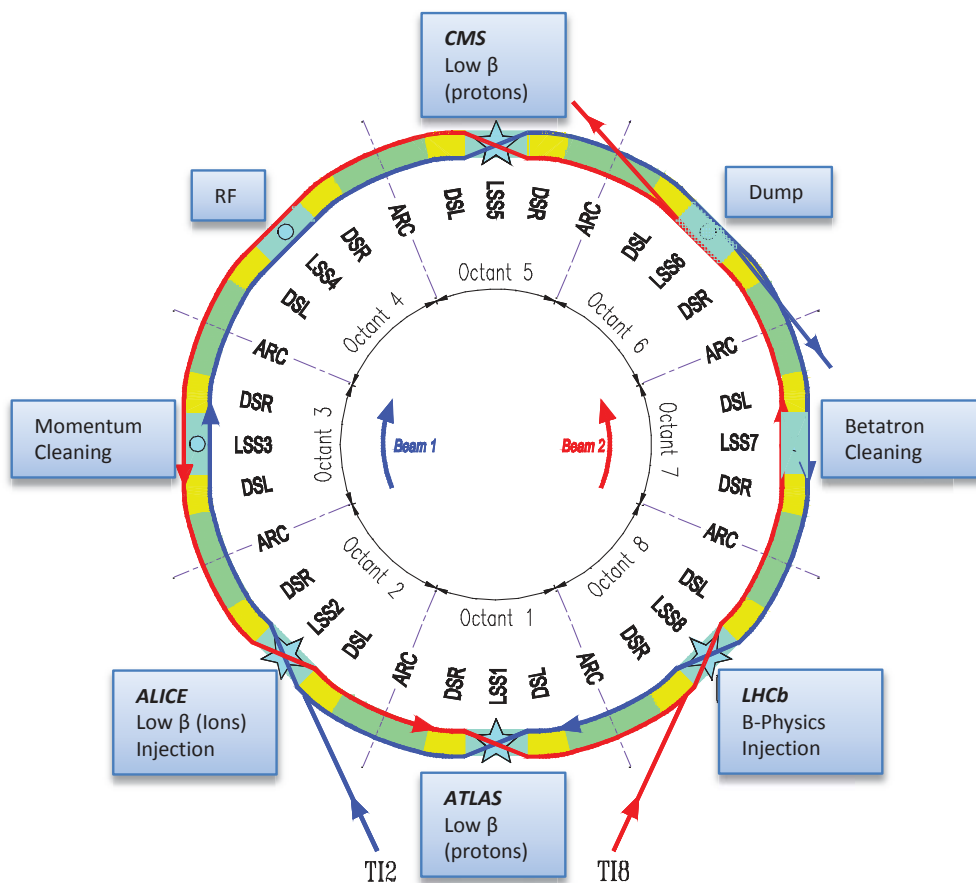 CMS
Low β
(protons)
RF
Dump
DSL
LSS5
DSR
ARC
ARC
DSR
LSS4
DSL
DSL
LSS6
DSR
Octant 5
Octant 4
Octant 6
ARC
ARC
Momentum
Cleaning
DSR
LSS3
DSL
Octant 3
Beam 1
Beam 2
Octant 7
DSL
LSS7
DSR
Betatron
Cleaning
ARC
ARC
Octant 2
Octant 8
Octant 1
DSR
LSS2
DSL
DSL
LSS8
DSR
ARC
DSR
LSS1
DSL
ARC
ALICE
Low β (Ions)
Injection
LHCb
B-Physics
Injection
ATLAS
Low β
(protons)
TI2
TI8